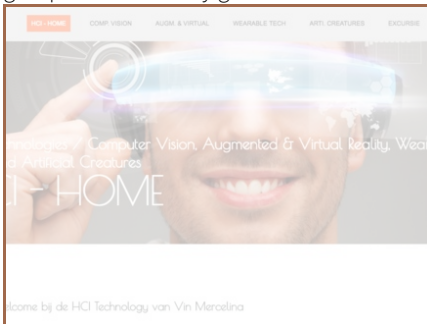 HCI - HOME COMP. VISION AUGM. & VIRTUAL WEARABLE TECH ARTI. CREATURES EXCURSIE
Computer Vision, Augmented & Virtual Reality,
Artificial Creatures
CI - HOME
bij de HCI Technology van Vin Mercelina